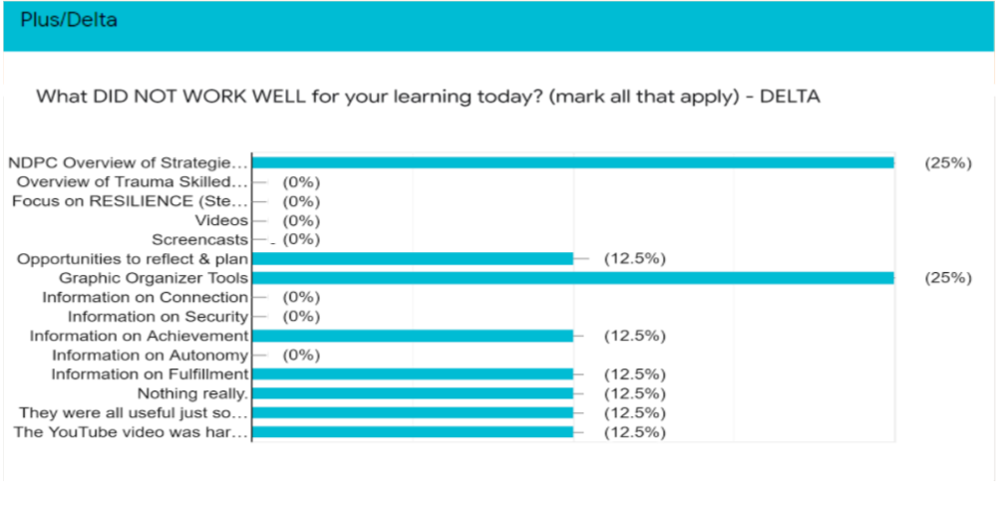 Plus/Delta
What DID NOT WORK WELL for your learning today? (mark all that apply) - DELTA
NDPC Overview of Strategie... (25%)
Overview of Trauma Skilled... (0%)
Focus on RESILIENCE (Ste... (0%)
Videos (0%)
Screencasts (0%)
Opportunities to reflect & plan (12.5%)
Graphic Organizer Tools (25%)
Information on Connection (0%)
Information on Security (0%)
Information on Achievement (12.5%)
Information on Autonomy (0%)
Information on Fulfillment (12.5%)
Nothing really. (12.5%)
They were all useful just so... (12.5%)
The YouTube video was har... (12.5%)